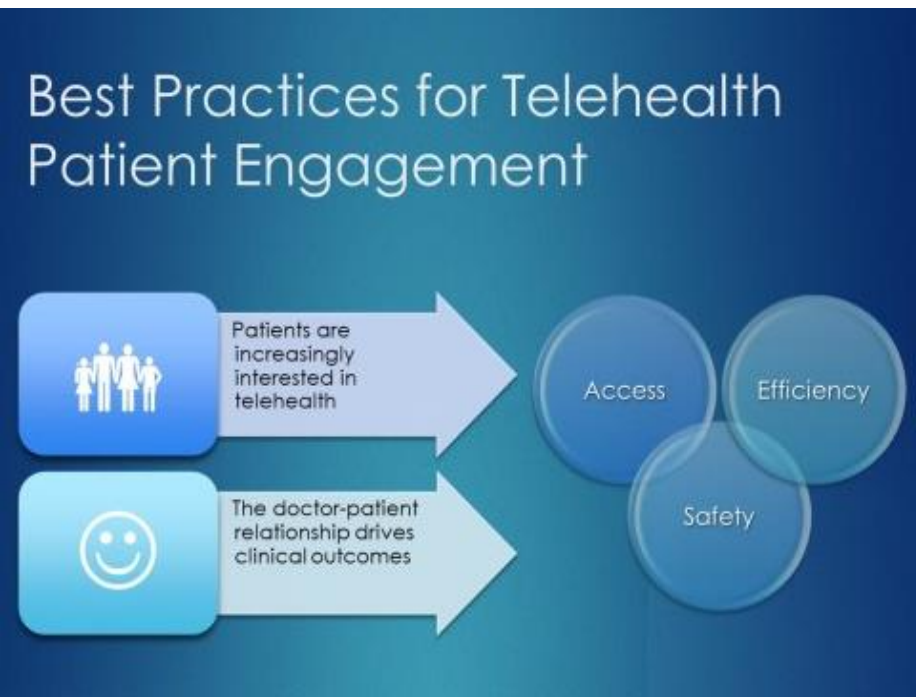 Best Practices for Telehealth
Patient Engagement
Patients are
increasingly
interested in
telehealth
The doctor-patient
relationship drives
clinical outcomes
Access
Efficiency
Safety